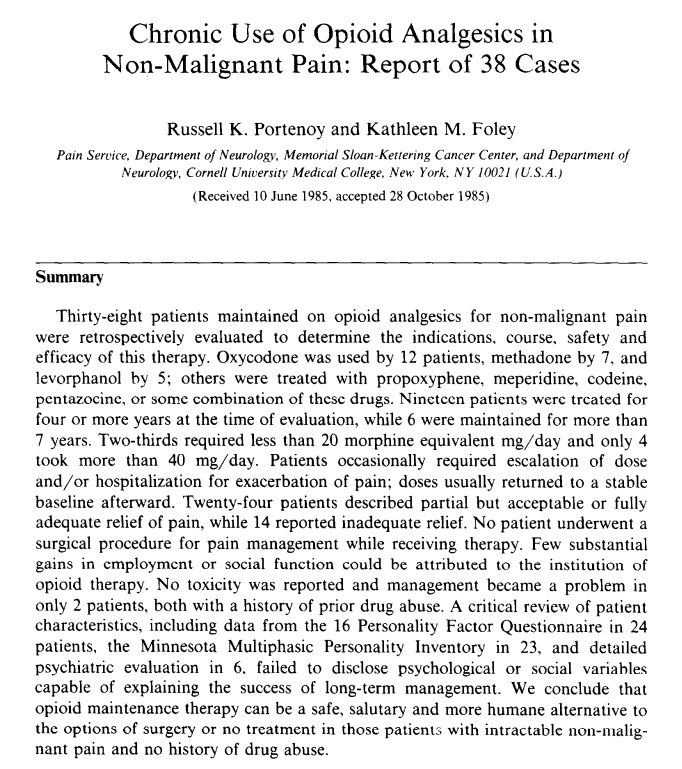 Chronic Use of Opioid Analgesics in
Non-Malignant Pain: Report of 38 Cases
Russell K. Portenoy and Kathleen M. Foley
Pain Service, Department of Neurology, Memorial Sloan-Kettering Cancer Center, and Department of
Neurology, Cornell University Medical College, New York, NY 10021 (U.S.A.)
(Received 10 June 1985, accepted 28 October 1985)
Summary
Thirty-eight patients maintained on opioid analgesics for non-malignant pain
were retrospectively evaluated to determine the indications, course, safety and
efficacy of this therapy. Oxycodone was used by 12 patients, methadone by 7, and
levorphanol by 5; others were treated with propoxyphene, meperidine, codeine,
pentazocine, or some combination of these drugs. Nineteen patients were treated for
four or more years at the time of evaluation, while 6 were maintained for more than
7 years. Two-thirds required less than 20 morphine equivalent mg/day and only 4
took more than 40 mg/day. Patients occasionally required escalation of dose
and/or hospitalization for exacerbation of pain; doses usually returned to a stable
baseline afterward. Twenty-four patients described partial but acceptable or fully
adequate relief of pain, while 14 reported inadequate relief. No patient underwent a
surgical procedure for pain management while receiving therapy. Few substantial
gains in employment or social function could be attributed to the institution of
opioid therapy. No toxicity was reported and management became a problem in
only 2 patients, both with a history of prior drug abuse. A critical review of patient
characteristics, including data from the 16 Personality Factor Questionnaire in 24
patients, the Minnesota Multiphasic Personality Inventory in 23, and detailed
psychiatric evaluation in 6, failed to disclose psychological or social variables
capable of explaining the success of long-term management. We conclude that
opioid maintenance therapy can be a safe, salutary and more humane alternative to
the options of surgery or no treatment in those patients with intractable non-malig-
nant pain and no history of drug abuse.